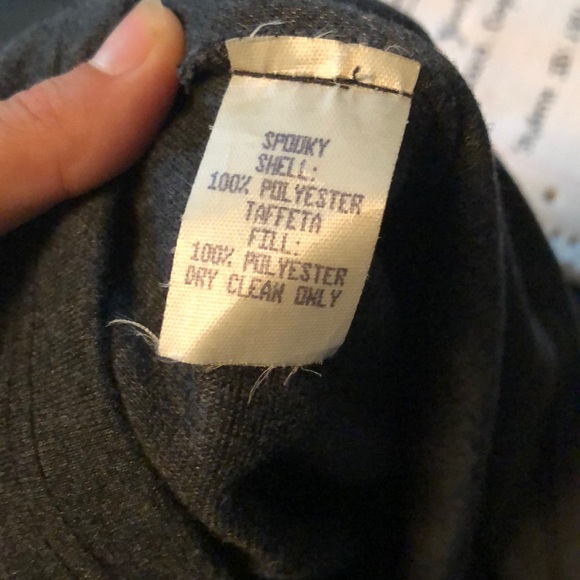 SPOOKY
SHELL:
100% POLYESTER
TAFFETA
FILL:
100% POLYESTER
DRY CLEAN ONLY